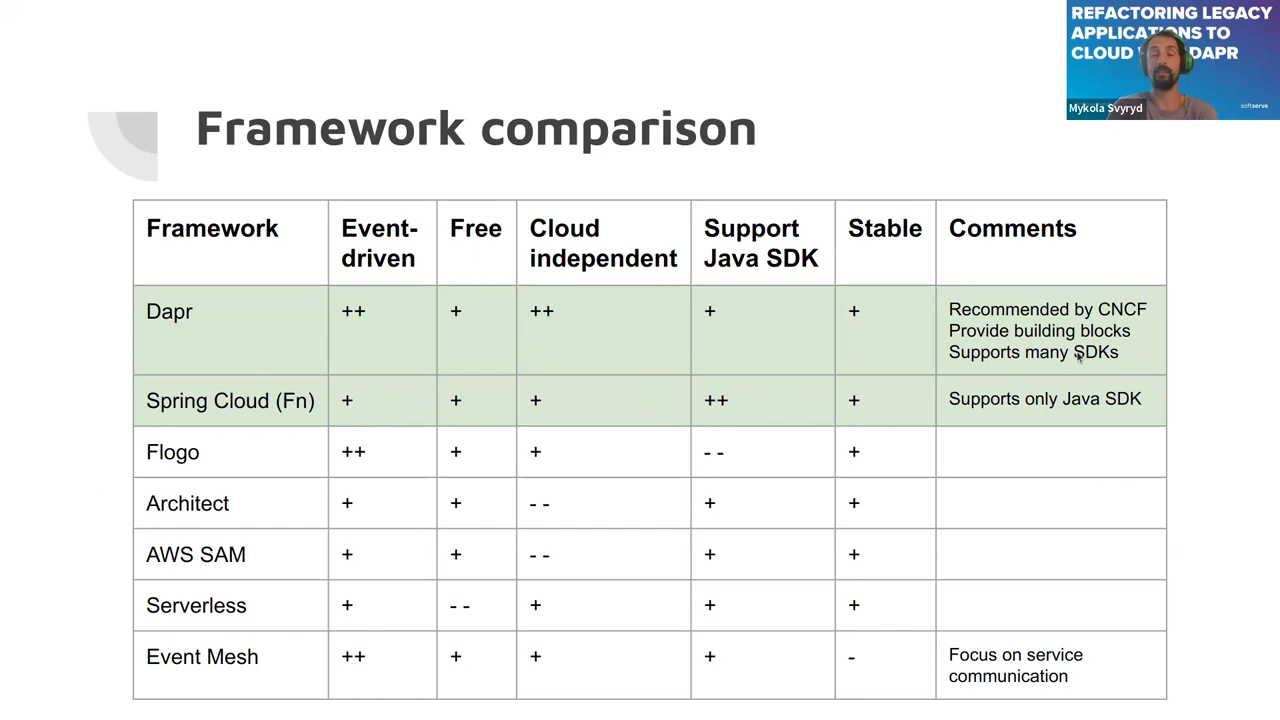 REFACTORING LEGACY
APPLICATIONS TO
CLOUD DAPR
Mykola Svyryd
softserve
Framework comparison
Framework Event-driven Free Cloud independent Support Java SDK Stable Comments
Dapr ++ + ++ + + Recommended by CNCF
Provide building blocks
Supports many SDKs
Spring Cloud (Fn) + + + ++ + Supports only Java SDK
Flogo ++ + + - - +
Architect + + - - + +
AWS SAM + + - - + +
Serverless + - - + + +
Event Mesh ++ + + + - Focus on service
communication